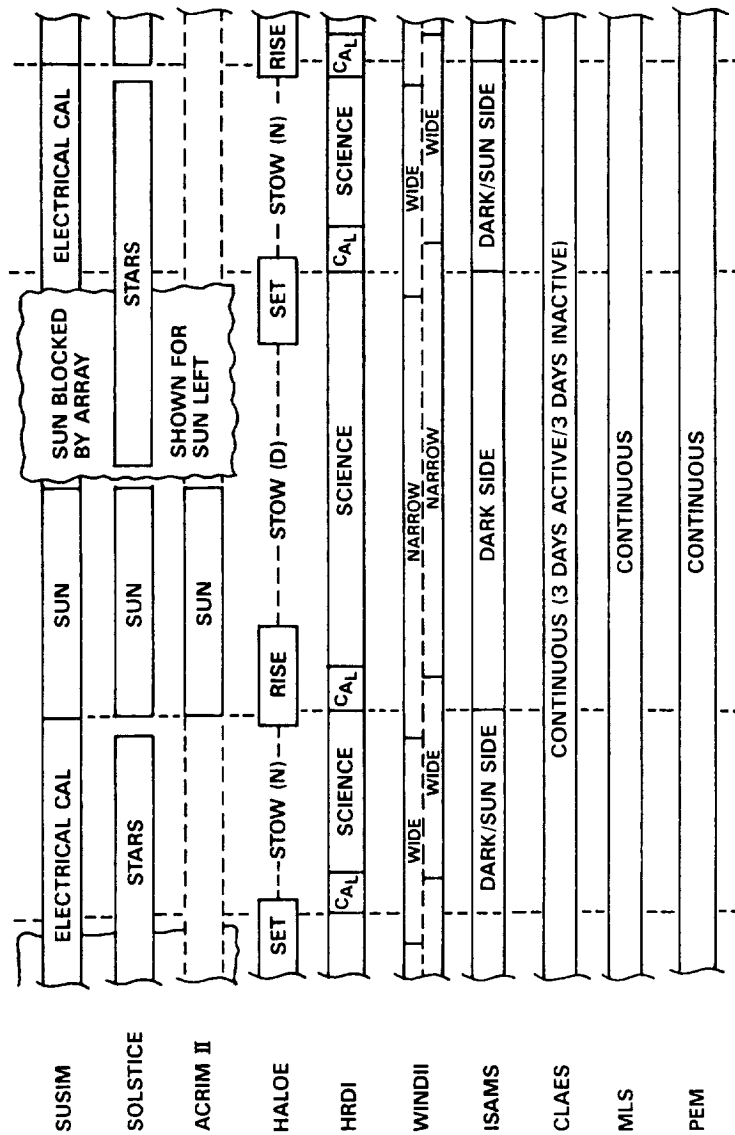 SUSIM
ELECTRICAL CAL
SUN
SUN BLOCKED
BY ARRAY
ELECTRICAL CAL
SOLSTICE
STARS
SUN
STARS
ACRIM II
SUN
SHOWN FOR
SUN LEFT
HALOE
SET
STOW (N)
RISE
STOW (D)
SET
STOW (N)
RISE
HRDI
CAL
SCIENCE
CAL
SCIENCE
CAL
SCIENCE
CAL
WINDII
WIDE
NARROW
WIDE
WIDE
NARROW
WIDE
ISAMS
DARK/SUN SIDE
DARK SIDE
DARK/SUN SIDE
CLAES
CONTINUOUS (3 DAYS ACTIVE/3 DAYS INACTIVE)
MLS
CONTINUOUS
PEM
CONTINUOUS